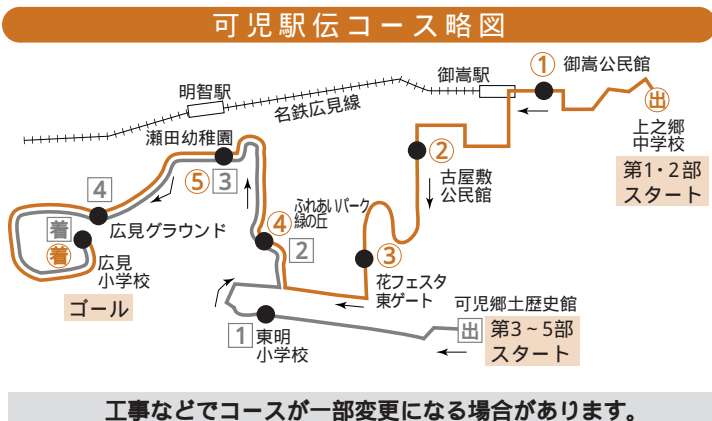 可児駅伝コース略図
御嵩駅
①
御嵩公民館
明智駅
名鉄広見線
出
上之郷
中学校
第1・2部
スタート
瀬田幼稚園
②
古屋敷
公民館
⑤
3
4
ふれあいパーク
緑の丘
④
2
着
広見グラウンド
着
広見
小学校
ゴール
③
花フェスタ
東ゲート
可児郷土歴史館
1
東明
小学校
出
第3~5部
スタート
工事などでコースが一部変更になる場合があります。